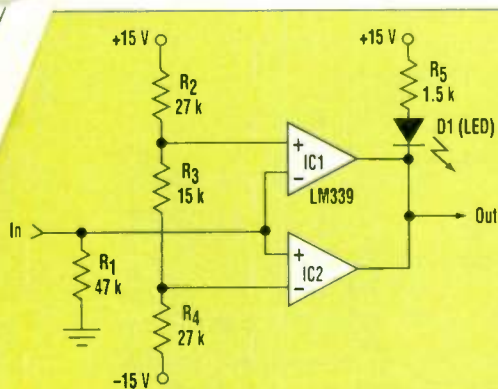 +15 V
+15 V
R2
27 k
R5
1.5 k
D1 (LED)
+
IC1
−
R3
15 k
LM339
In
Out
+
IC2
−
R1
47 k
R4
27 k
−15 V